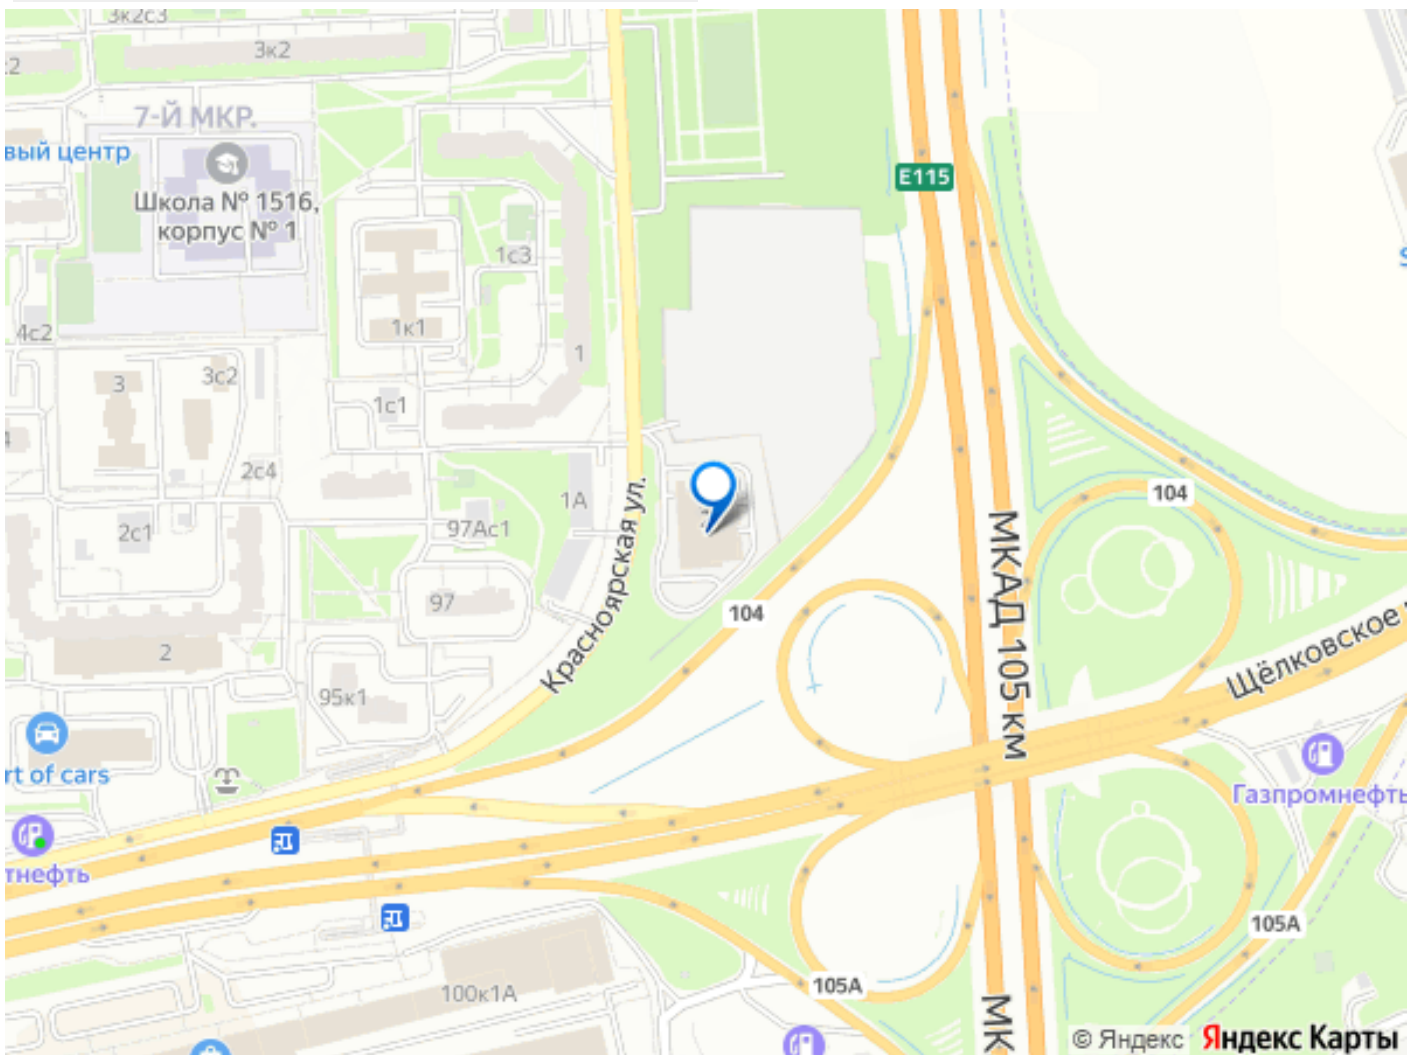 3к2с3
3к2
7-Й МКР.
вый центр
Школа № 1516,
корпус № 1
E115
1с3
1к1
4с2
1
3
3с2
1с1
2с4
1А
104
2с1
97Ас1
Красноярская ул.
МКАД 105 км
97
104
2
95к1
Щёлковское
rt of cars
Газпромнефть
тнефть
105А
100к1А
105А
МК
© Яндекс
Яндекс Карты